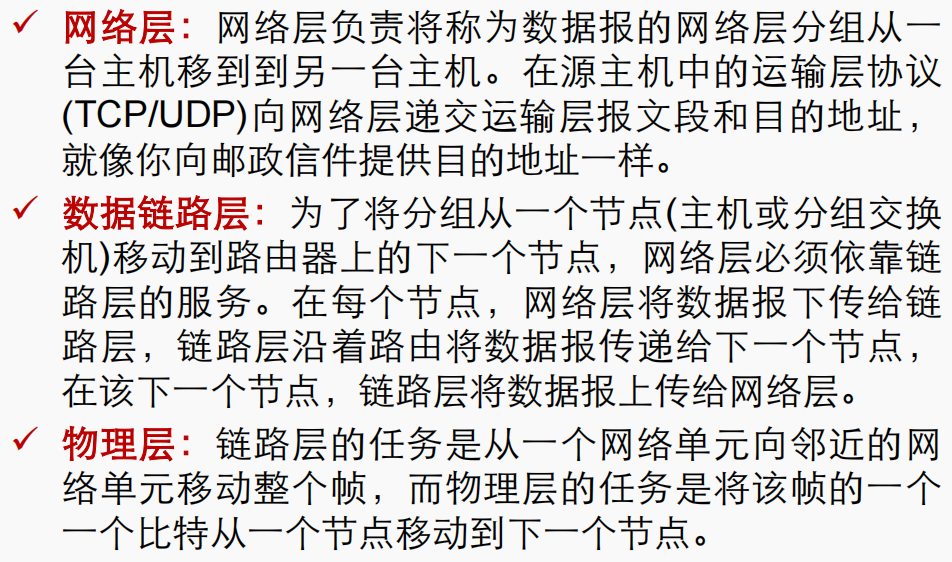 ✓ 网络层：网络层负责将称为数据报的网络层分组从一
台主机移到到另一台主机。在源主机中的运输层协议
(TCP/UDP)向网络层递交运输层报文段和目的地址，
就像你向邮政信件提供目的地址一样。
✓ 数据链路层：为了将分组从一个节点(主机或分组交换
机)移动到路由器上的下一个节点，网络层必须依靠链
路层的服务。在每个节点，网络层将数据报下传给链
路层，链路层沿着路由将数据报传递给下一个节点，
在该下一个节点，链路层将数据报上传给网络层。
✓ 物理层：链路层的任务是从一个网络单元向邻近的网
络单元移动整个帧，而物理层的任务是将该帧的一个
一个比特从一个节点移动到下一个节点。